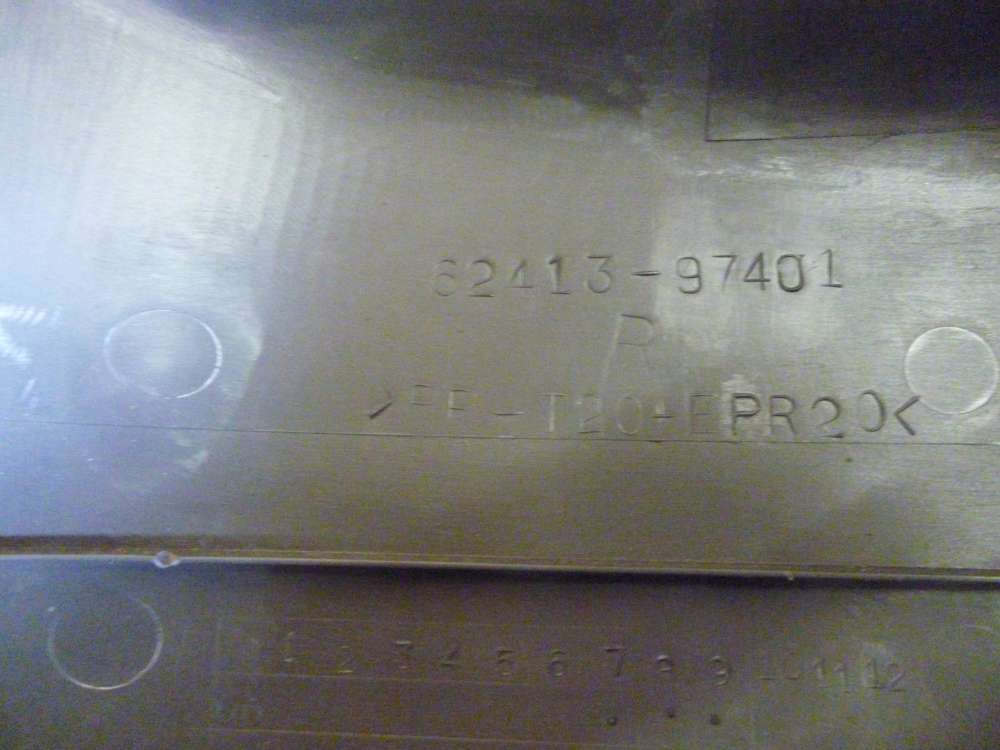 62413-97401
R
>PP-T20+EPR20<
1 2 3 4 5 6 7 8 9 10 11 12